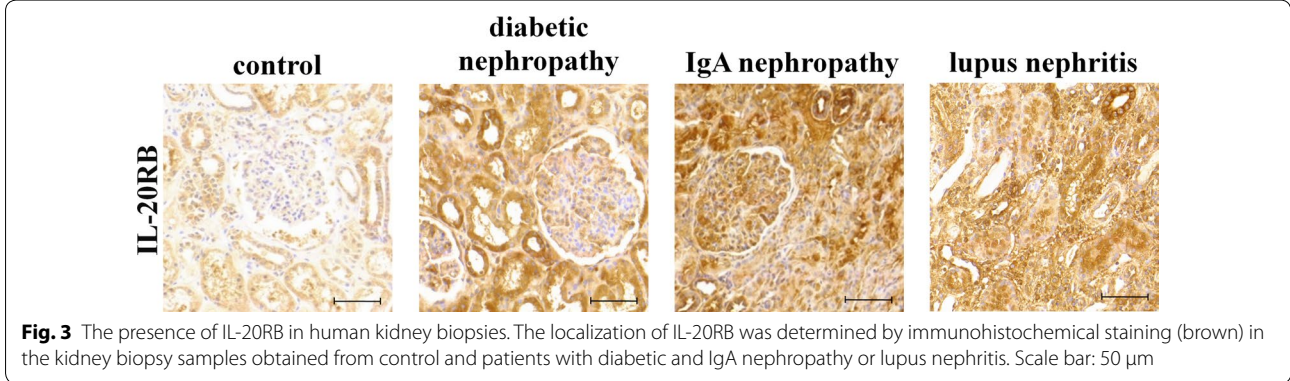 control
diabetic
nephropathy
IgA nephropathy
lupus nephritis
IL-20RB
Fig. 3 The presence of IL-20RB in human kidney biopsies. The localization of IL-20RB was determined by immunohistochemical staining (brown) in
the kidney biopsy samples obtained from control and patients with diabetic and IgA nephropathy or lupus nephritis. Scale bar: 50 μm